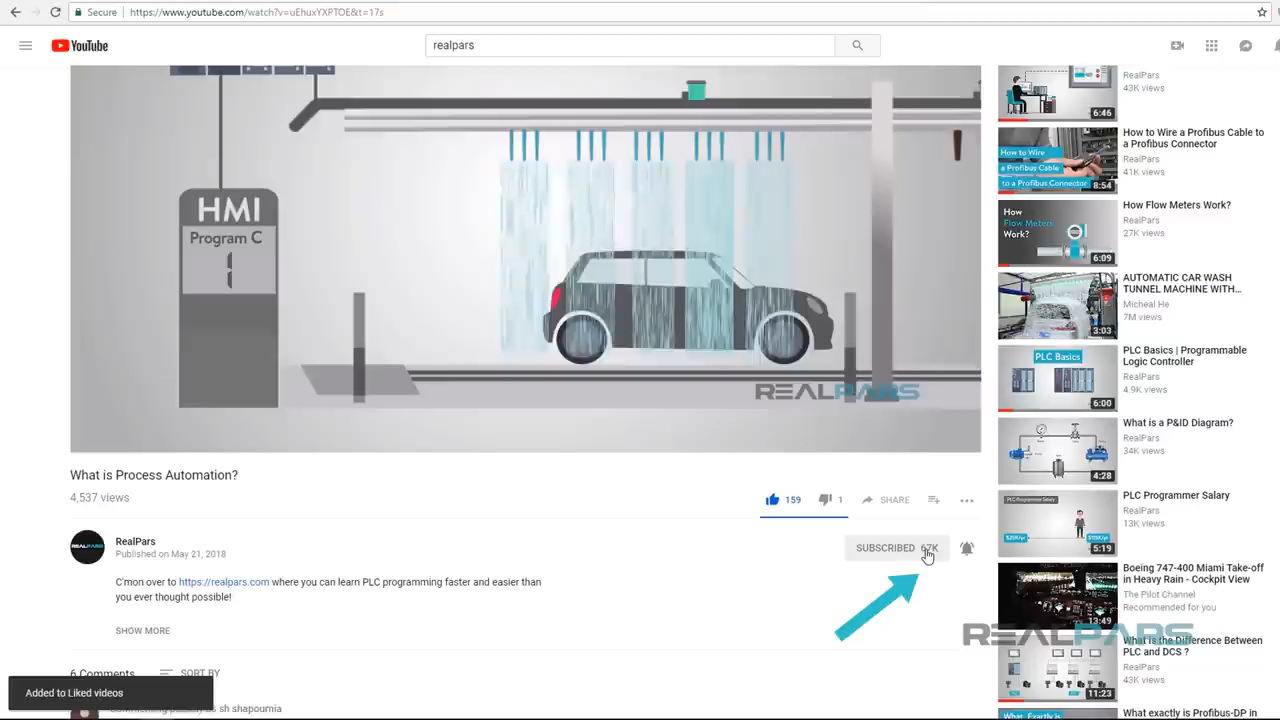 Secure https://www.youtube.com/watch?v=uEhuxYXPTOE&t=17s
YouTube
realpars
HMI
Program C
1
REALPARS
What is Process Automation?
4,537 views
159
1
SHARE
RealPars
Published on May 21, 2018
SUBSCRIBED 67K
C'mon over to https://realpars.com where you can learn PLC programming faster and easier than
you ever thought possible!
SHOW MORE
6 Comments
SORT BY
Added to Liked videos
sh shapoumia
RealPars
43K views
6:46
How to Wire
a Profibus Cable
to a Profibus Connector
8:54
How to Wire a Profibus Cable to
a Profibus Connector
RealPars
41K views
How
Flow Meters
Work?
6:09
How Flow Meters Work?
RealPars
27K views
3:03
AUTOMATIC CAR WASH
TUNNEL MACHINE WITH...
Micheal He
7M views
PLC Basics
6:00
PLC Basics | Programmable
Logic Controller
RealPars
4.9K views
4:28
What is a P&ID Diagram?
RealPars
34K views
PLC Programmer Salary
5:19
PLC Programmer Salary
RealPars
13K views
13:49
Boeing 747-400 Miami Take-off
in Heavy Rain - Cockpit View
The Pilot Channel
Recommended for you
REALPARS
11:23
What is the Difference Between
PLC and DCS ?
RealPars
43K views
What Exactly is
What exactly is Profibus-DP in